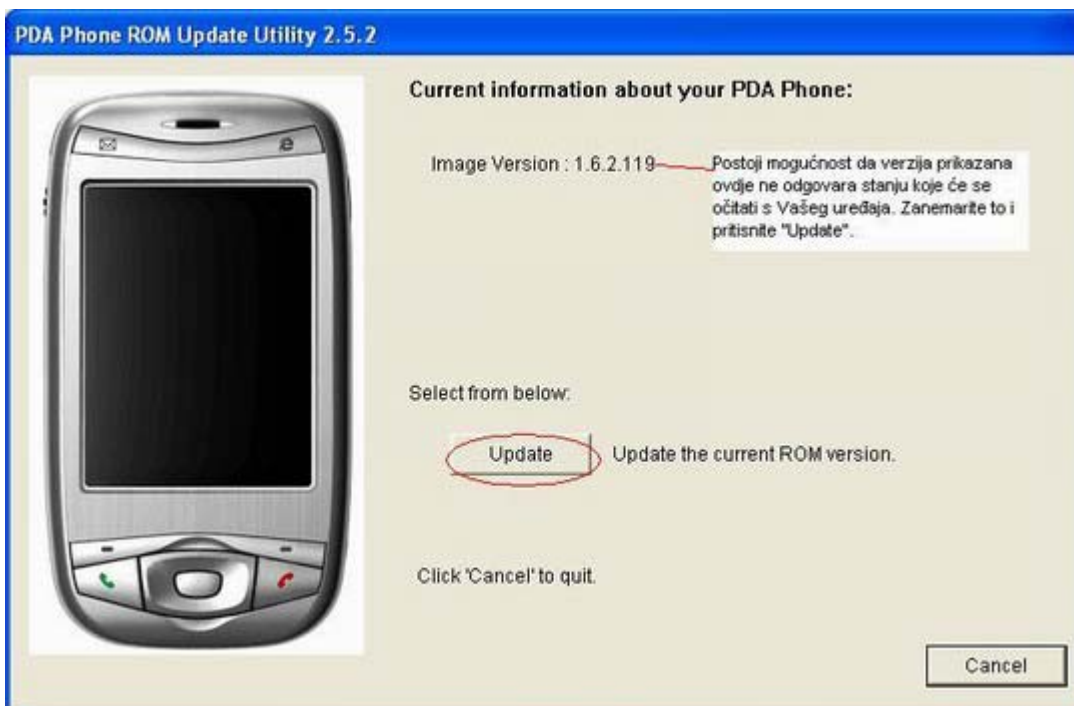 PDA Phone ROM Update Utility 2.5.2
Current information about your PDA Phone:
Image Version : 1.6.2.119
Postoji mogućnost da verzija prikazana
ovdje ne odgovara stanju koje će se
očitati s Vašeg uređaja. Zanemarite to i
pritisnite "Update".
Select from below:
Update
Update the current ROM version.
Click 'Cancel' to quit.
Cancel